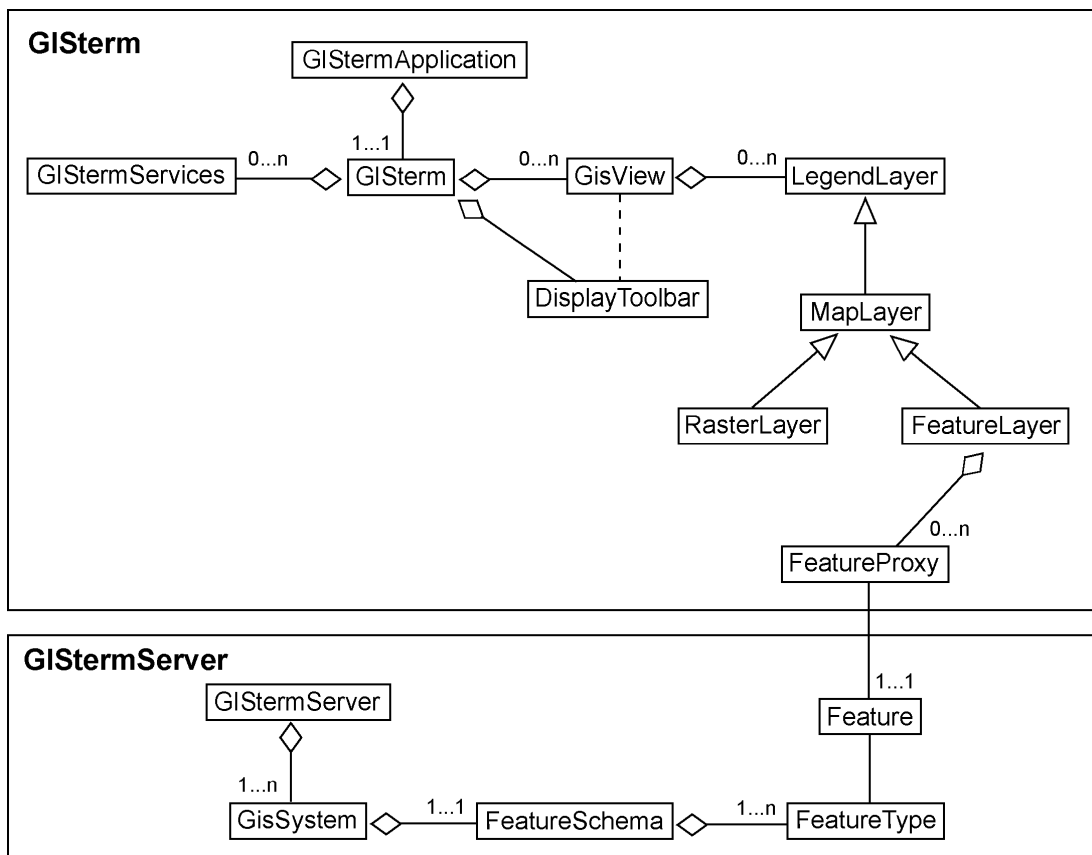 GISterm
GIStermApplication
1...1
0...n
0...n
0...n
GIStermServices
GISterm
GisView
LegendLayer
DisplayToolbar
MapLayer
RasterLayer
FeatureLayer
0...n
FeatureProxy
GIStermServer
GIStermServer
1...1
Feature
1...n
1...1
1...n
GisSystem
FeatureSchema
FeatureType